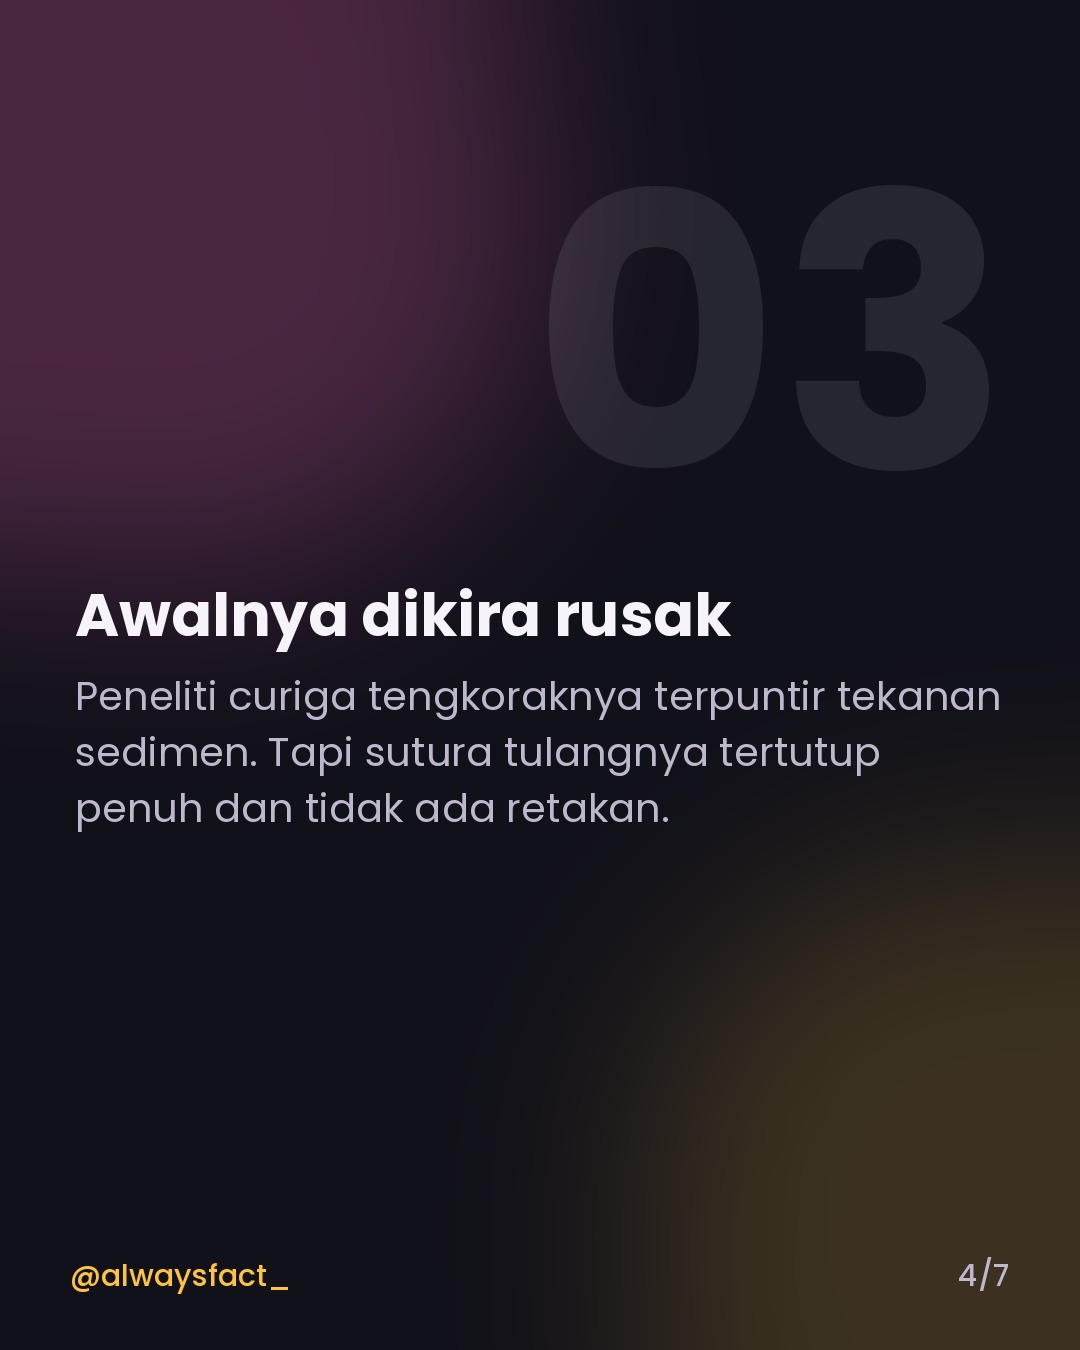 03
Awalnya dikira rusak
Peneliti curiga tengkoraknya terpuntir tekanan
sedimen. Tapi sutura tulangnya tertutup
penuh dan tidak ada retakan.
@alwaysfact_
4/7